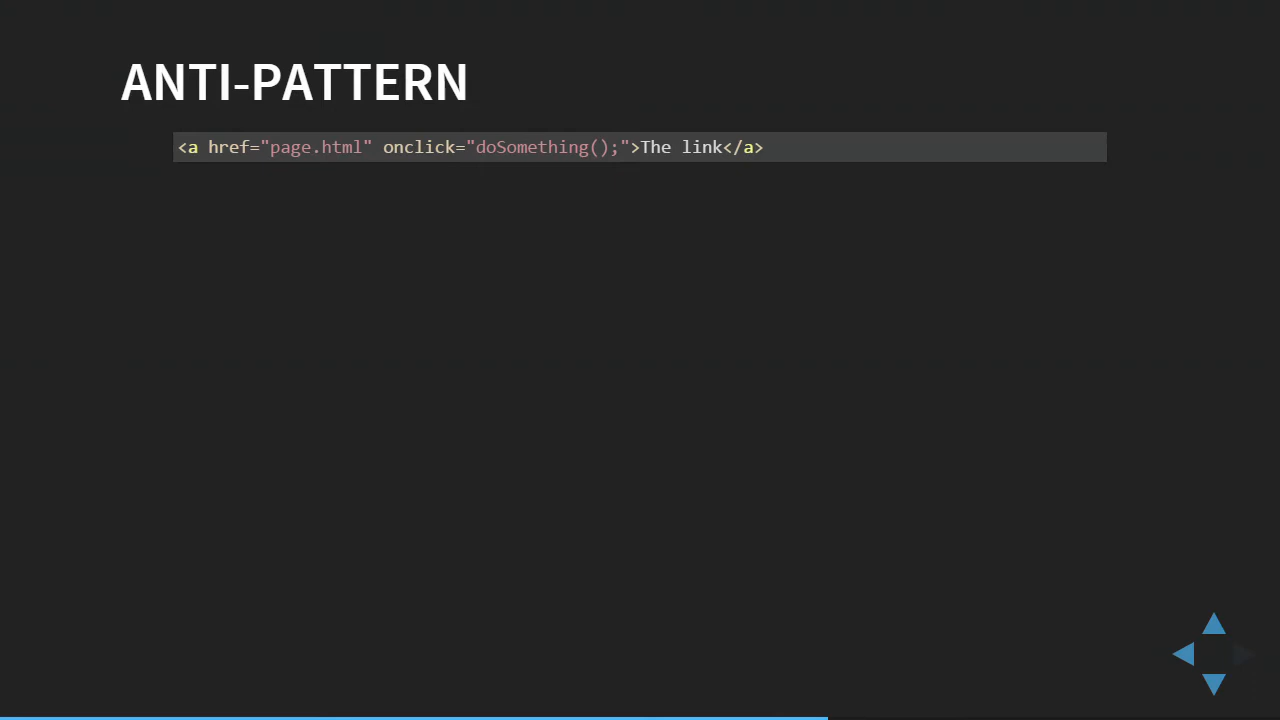 ANTI-PATTERN
<a href="page.html" onclick="doSomething();">The link</a>